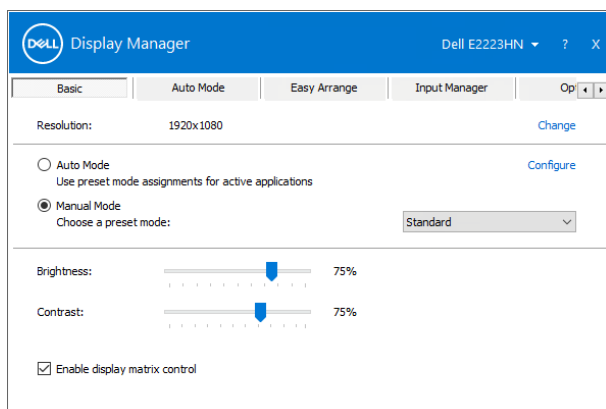 DELL Display Manager Dell E2223HN ? X
Basic Auto Mode Easy Arrange Input Manager Op
Resolution: 1920x1080 Change
Auto Mode Configure
Use preset mode assignments for active applications
Manual Mode
Choose a preset mode: Standard
Brightness: 75%
Contrast: 75%
Enable display matrix control